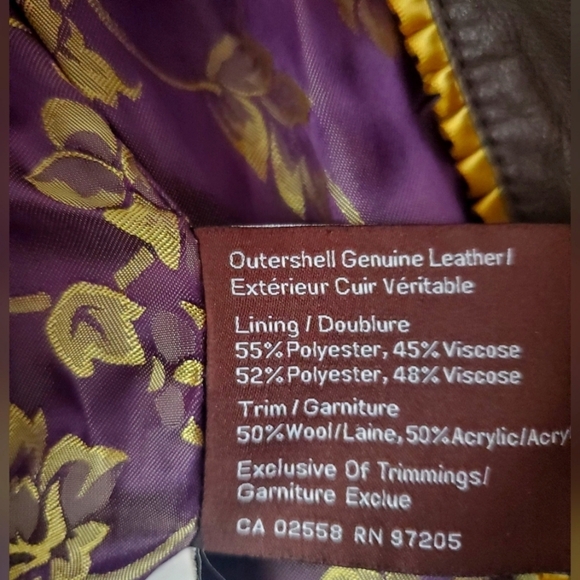 Outershell Genuine Leather/
Extérieur Cuir Véritable
Lining / Doublure
55% Polyester, 45% Viscose
52% Polyester, 48% Viscose
Trim / Garniture
50% Wool/Laine, 50% Acrylic/
Exclusive Of Trimmings/
Garniture Exclue
CA 02558 RN 97205